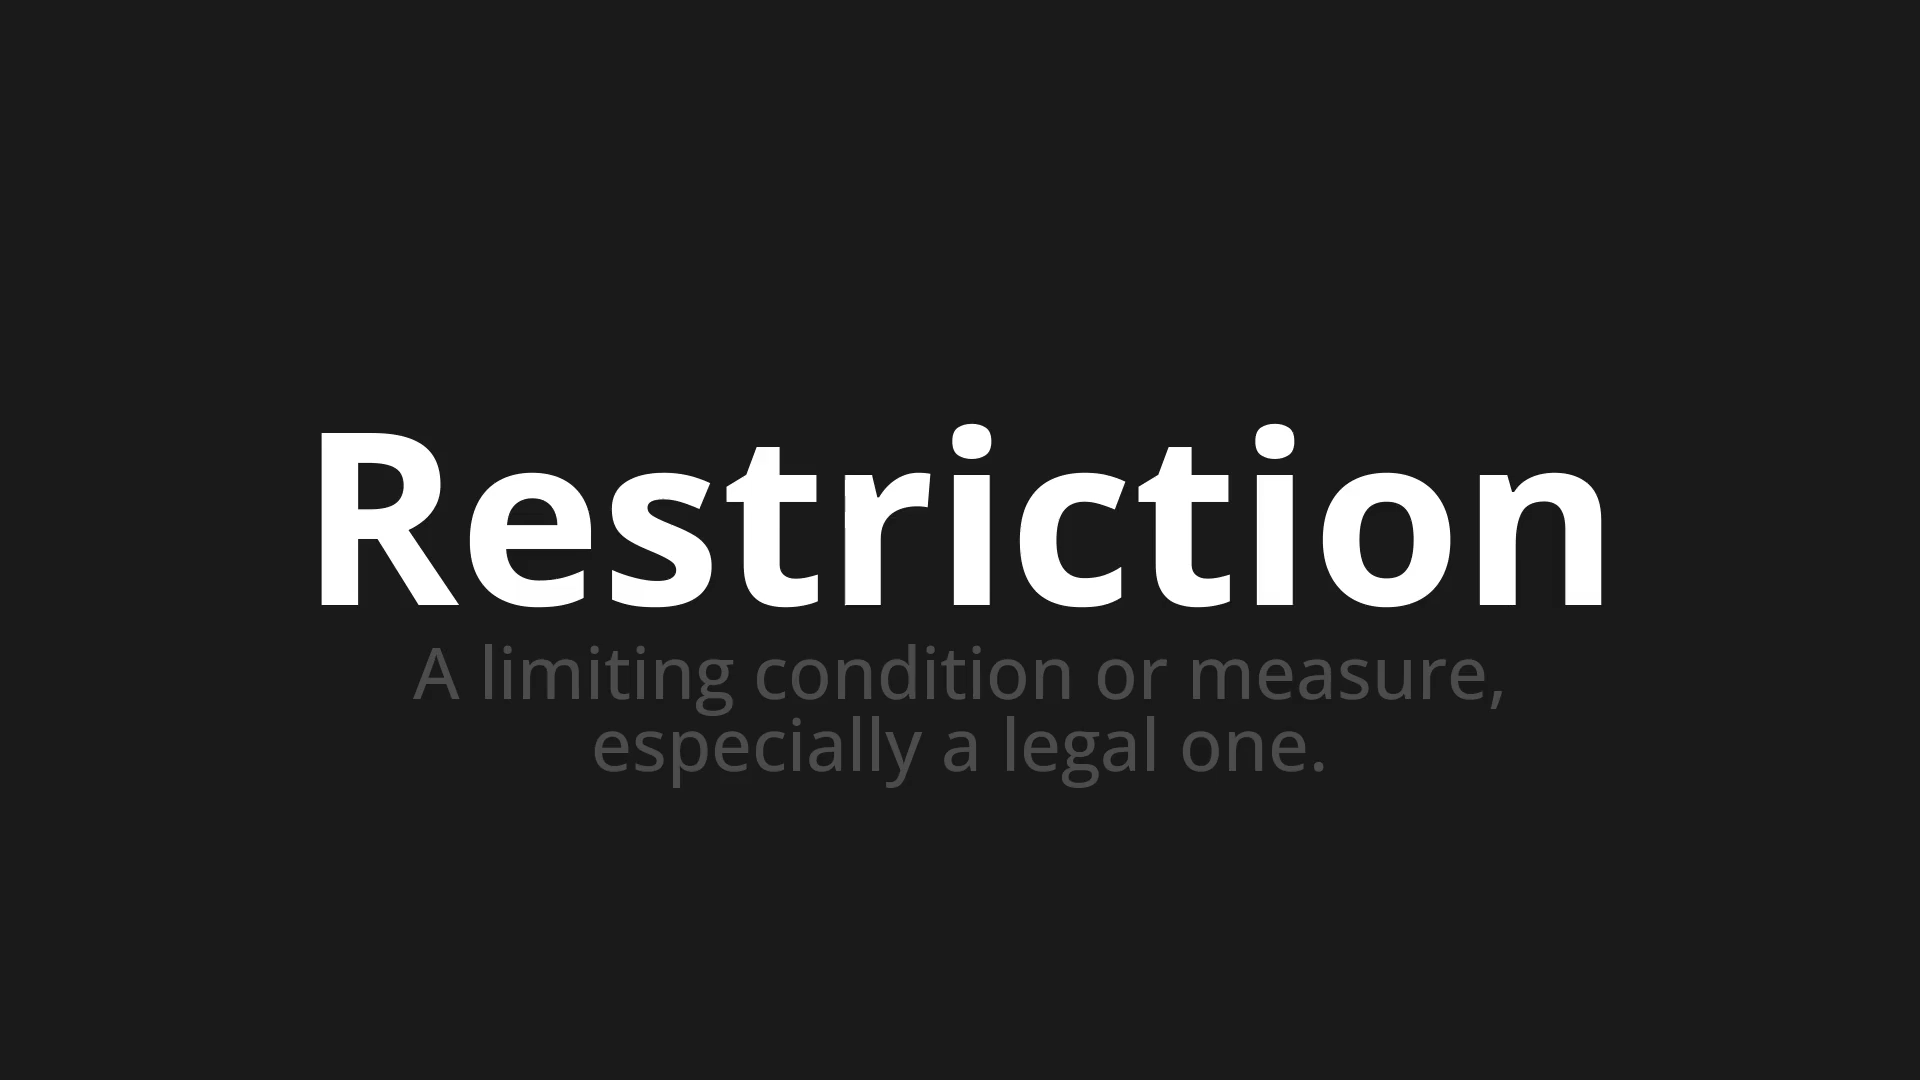 Restriction
A limiting condition or measure,
especially a legal one.